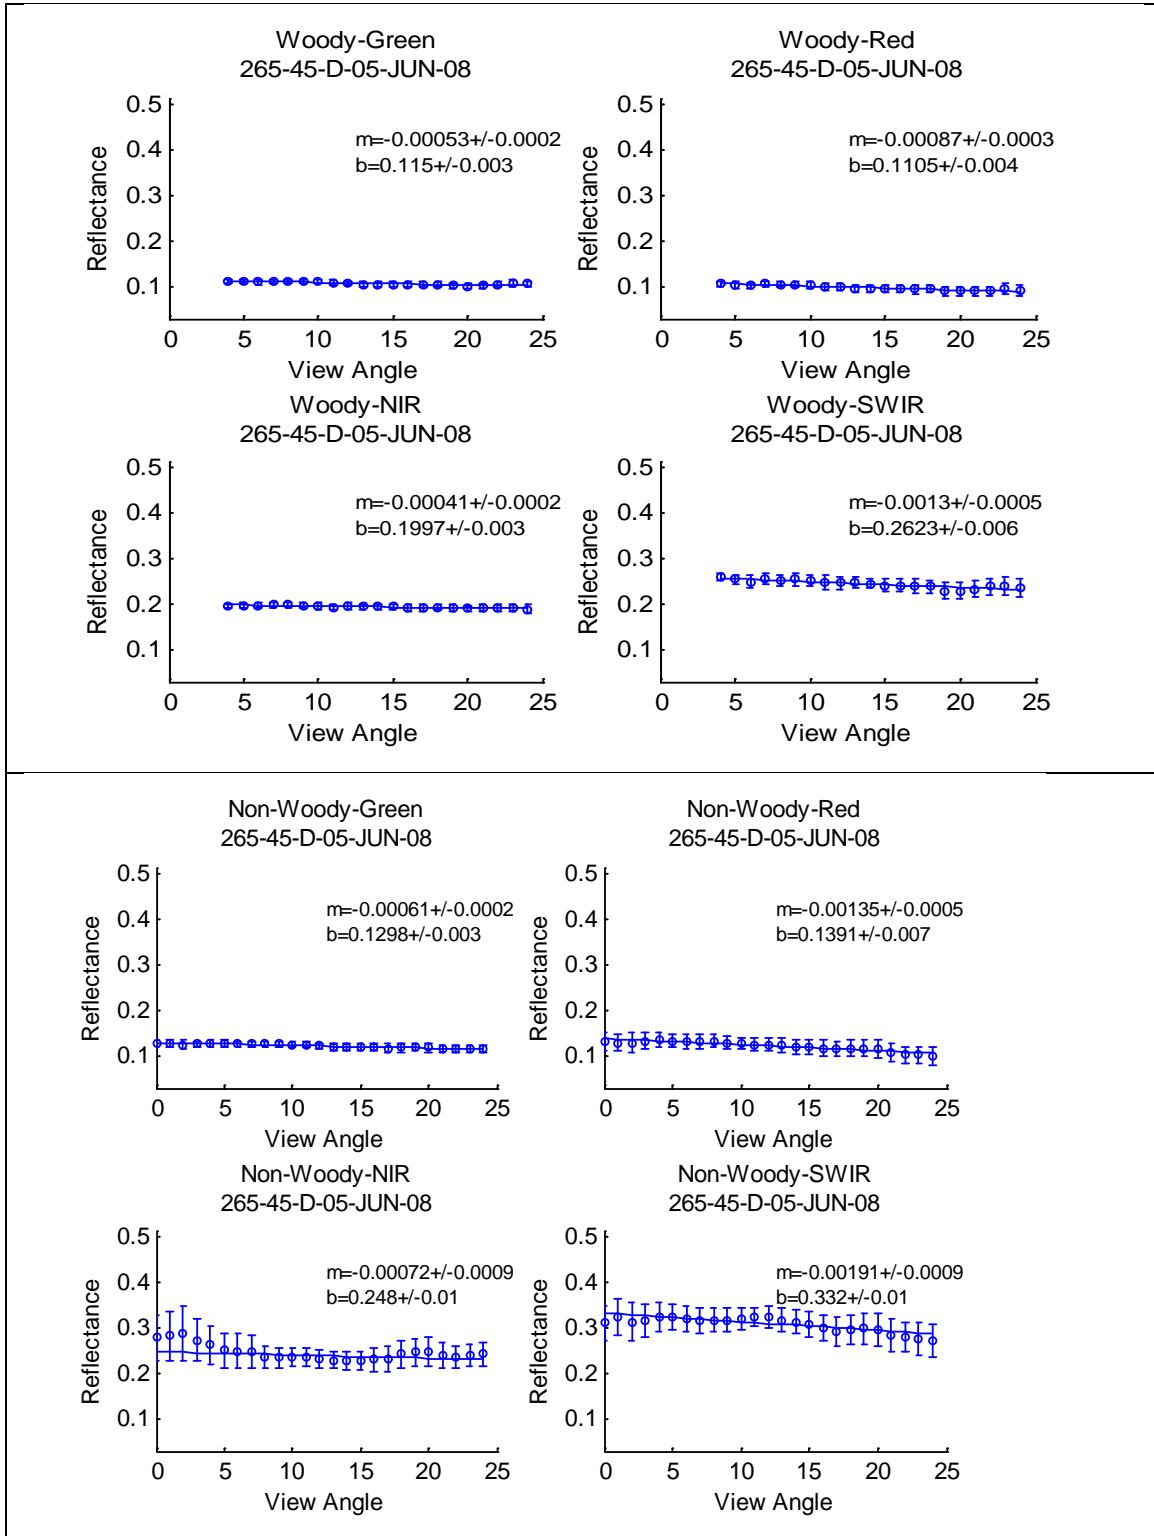 Woody-Green
265-45-D-05-JUN-08
0.5
0.4
0.3
0.2
0.1
Reflectance
m=-0.00053+/-0.0002
b=0.115+/-0.003
0 5 10 15 20 25
View Angle
Woody-Red
265-45-D-05-JUN-08
0.5
0.4
0.3
0.2
0.1
Reflectance
m=-0.00087+/-0.0003
b=0.1105+/-0.004
0 5 10 15 20 25
View Angle
Woody-NIR
265-45-D-05-JUN-08
0.5
0.4
0.3
0.2
0.1
Reflectance
m=-0.00041+/-0.0002
b=0.1997+/-0.003
0 5 10 15 20 25
View Angle
Woody-SWIR
265-45-D-05-JUN-08
0.5
0.4
0.3
0.2
0.1
Reflectance
m=-0.0013+/-0.0005
b=0.2623+/-0.006
0 5 10 15 20 25
View Angle
Non-Woody-Green
265-45-D-05-JUN-08
0.5
0.4
0.3
0.2
0.1
Reflectance
m=-0.00061+/-0.0002
b=0.1298+/-0.003
0 5 10 15 20 25
View Angle
Non-Woody-Red
265-45-D-05-JUN-08
0.5
0.4
0.3
0.2
0.1
Reflectance
m=-0.00135+/-0.0005
b=0.1391+/-0.007
0 5 10 15 20 25
View Angle
Non-Woody-NIR
265-45-D-05-JUN-08
0.5
0.4
0.3
0.2
0.1
Reflectance
m=-0.00072+/-0.0009
b=0.248+/-0.01
0 5 10 15 20 25
View Angle
Non-Woody-SWIR
265-45-D-05-JUN-08
0.5
0.4
0.3
0.2
0.1
Reflectance
m=-0.00191+/-0.0009
b=0.332+/-0.01
0 5 10 15 20 25
View Angle